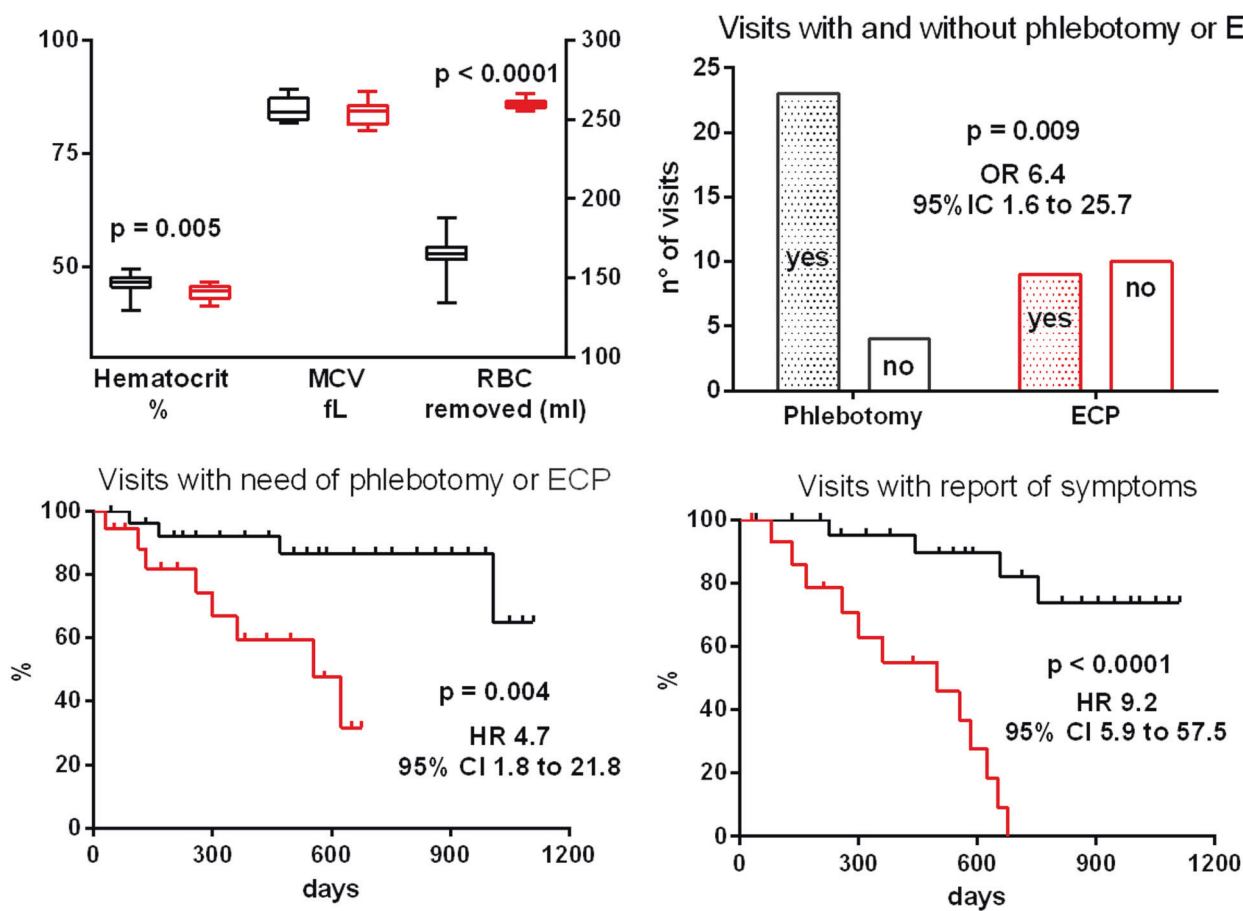 100
75
50
300
250
200
150
100
p < 0.0001
p = 0.005
Hematocrit
%
MCV
fL
RBC
removed (ml)
Visits with and without phlebotomy or E
25
20
15
10
5
0
n° of visits
p = 0.009
OR 6.4
95% IC 1.6 to 25.7
yes
no
yes
no
Phlebotomy
ECP
Visits with need of phlebotomy or ECP
100
80
60
40
20
0
%
p = 0.004
HR 4.7
95% CI 1.8 to 21.8
0 300 600 900 1200
days
Visits with report of symptoms
100
80
60
40
20
0
%
p < 0.0001
HR 9.2
95% CI 5.9 to 57.5
0 300 600 900 1200
days